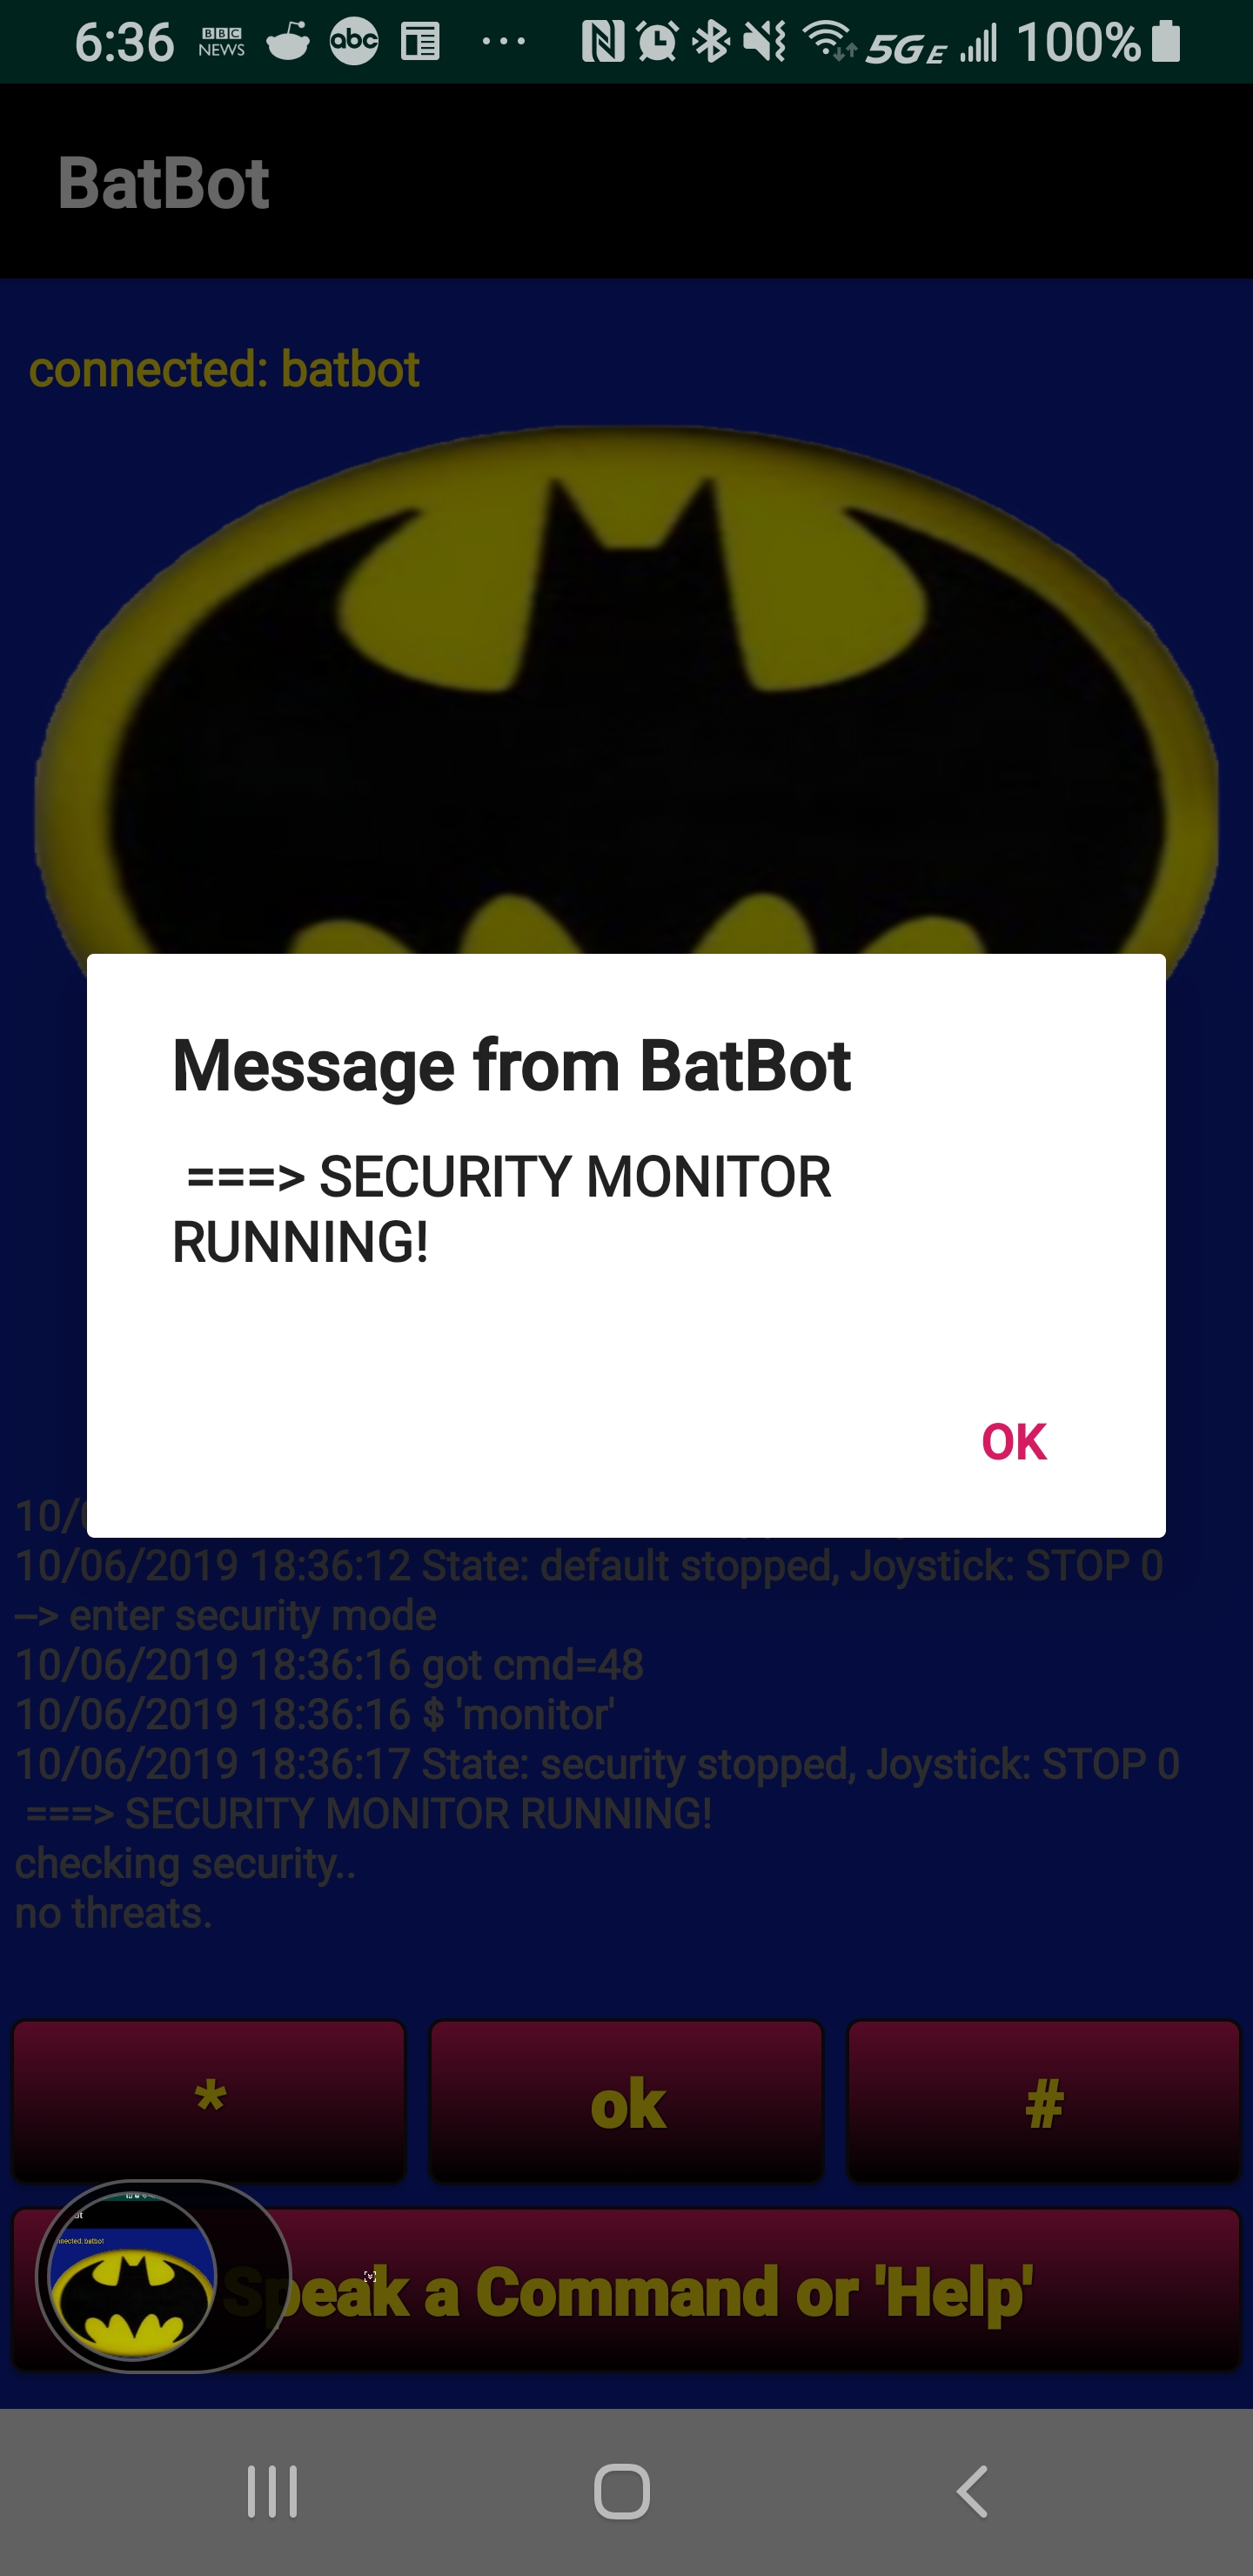 6:36 BBC NEWS abc 5G E 100%
BatBot
connected: batbot
Message from BatBot
===> SECURITY MONITOR
RUNNING!
OK
10/0
10/06/2019 18:36:12 State: default stopped, Joystick: STOP 0
–> enter security mode
10/06/2019 18:36:16 got cmd=48
10/06/2019 18:36:16 $ 'monitor'
10/06/2019 18:36:17 State: security stopped, Joystick: STOP 0
===> SECURITY MONITOR RUNNING!
checking security..
no threats.
* ok #
Speak a Command or 'Help'